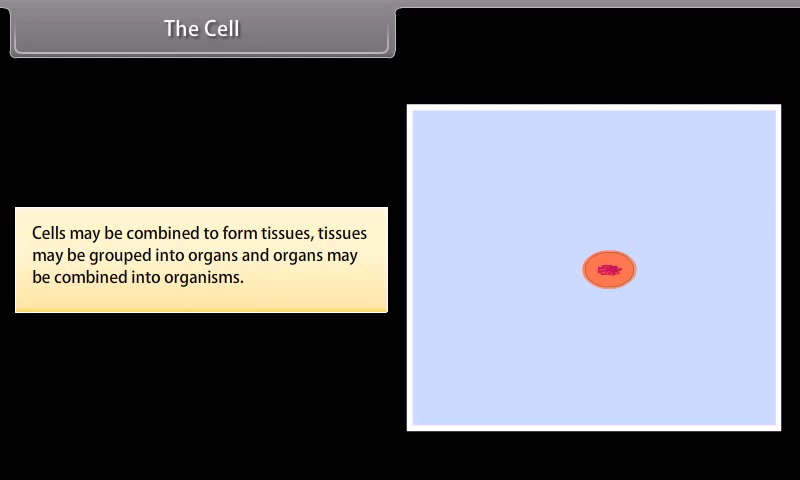 The Cell
Cells may be combined to form tissues, tissues
may be grouped into organs and organs may
be combined into organisms.